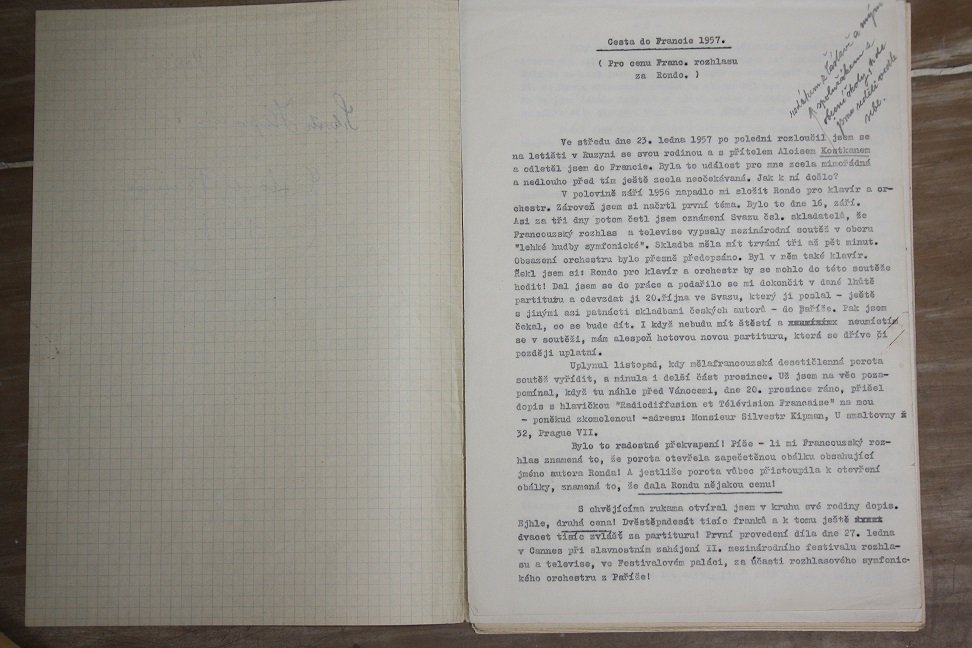 Cesta do Francie 1957.
( Pro cenu Franc. rozhlasu
za Rondo. )
a mým
spolužákem z
obecní školy, kde
jsme seděli vedle
sebe.
Ve středu dne 23. ledna 1957 po poledni rozloučil jsem se
na letišti v Ruzyni se svou rodinou a s přítelem Aloisem Kostkanem
a odletěl jsem do Francie. Byla to událost pro mne zcela mimořádná
a nedlouho před tím ještě zcela neočekávaná. Jak k ní došlo?
V polovině září 1956 napadlo mi složit Rondo pro klavír a or-
chestr. Zároveň jsem si načrtl první téma. Bylo to dne 16, září.
Asi za tři dny potom četl jsem oznámení Svazu čsl. skladatelů, že
Francouzský rozhlas a televise vypsaly mezinárodní soutěž v oboru
"lehké hudby symfonické". Skladba měla mít trvání tři až pět minut.
Obsazení orchestru bylo přesně předepsáno. Byl v něm také klavír.
Řekl jsem si: Rondo pro klavír a orchestr by se mohlo do této soutěže
hodit! Dal jsem se do práce a podařilo se mi dokončit v dané lhůtě
partituru a odevzdat ji 20.října ve Svazu, který ji poslal - ještě
s jinými asi patnácti skladbami českých autorů - do Paříže. Pak jsem
čekal, co se bude dít. I když nebudu mít štěstí a neumístím
se v soutěži, mám alespoň hotovou novou partituru, která se dříve či
později uplatní.
Uplynul listopad, kdy mělafrancouzská desetičlenná porota
soutěž vyřídit, a minula i delší část prosince. Už jsem na věc poza-
pomínal, když tu náhle před Vánocemi, dne 20. prosince ráno, přišel
dopis s hlavičkou "Radiodiffusion et Télévision Francaise" na mou
- poněkud zkomolenou! -adresu: Monsieur Silvestr Kipman, U smaltovny ž
32, Prague VII.
Bylo to radostné překvapení! Píše - li mi Francouzský roz-
hlas znamená to, že porota otevřela zapečetěnou obálku obsahující
jméno autora Ronda! A jestliže porota vůbec přistoupila k otevření
obálky, znamená to, že dala Rondu nějakou cenu!
S chvějícíma rukama otvíral jsem v kruhu své rodiny dopis.
Ejhle, druhá cena! Dvěstěpadesát tisíc franků a k tomu ještě
dvacet tisíc zvlášť za partituru! První provedení díla dne 27. ledna
v Cannes při slavnostním zahájení II. mezinárodního festivalu rozhla-
su a televise, ve Festivalovém paláci, za účasti rozhlasového symfonic-
kého orchestru z Paříže!